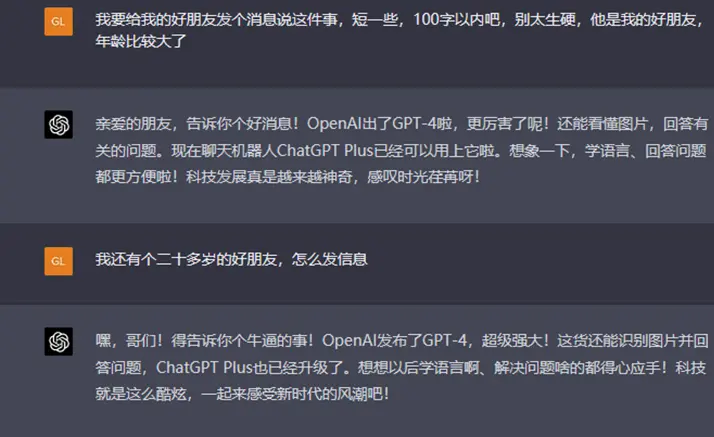 GL
我要给我的好朋友发个消息说这件事，短一些，100字以内吧，别太生硬，他是我的好朋友，
年龄比较大了
亲爱的朋友，告诉你个好消息！OpenAI出了GPT-4啦，更厉害了呢！还能看懂图片，回答有
关的问题。现在聊天机器人ChatGPT Plus已经可以用上它啦。想象一下，学语言、回答问题
都更方便啦！科技发展真是越来越神奇，感叹时光荏苒呀！
GL
我还有个二十多岁的好朋友，怎么发信息
嘿，哥们！得告诉你个牛逼的事！OpenAI发布了GPT-4，超级强大！这货还能识别图片并回
答问题，ChatGPT Plus也已经升级了。想想以后学语言啊、解决问题啥的都得心应手！科技
就是这么酷炫，一起来感受新时代的风潮吧！